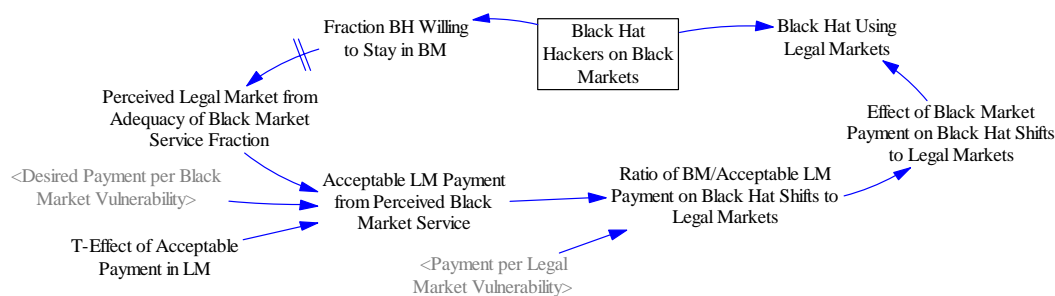 Fraction BH Willing
to Stay in BM
Black Hat
Hackers on Black
Markets
Black Hat Using
Legal Markets
Perceived Legal Market from
Adequacy of Black Market
Service Fraction
Effect of Black Market
Payment on Black Hat Shifts
to Legal Markets
<Desired Payment per Black
Market Vulnerability>
Acceptable LM Payment
from Perceived Black
Market Service
Ratio of BM/Acceptable LM
Payment on Black Hat Shifts to
Legal Markets
T-Effect of Acceptable
Payment in LM
<Payment per Legal
Market Vulnerability>